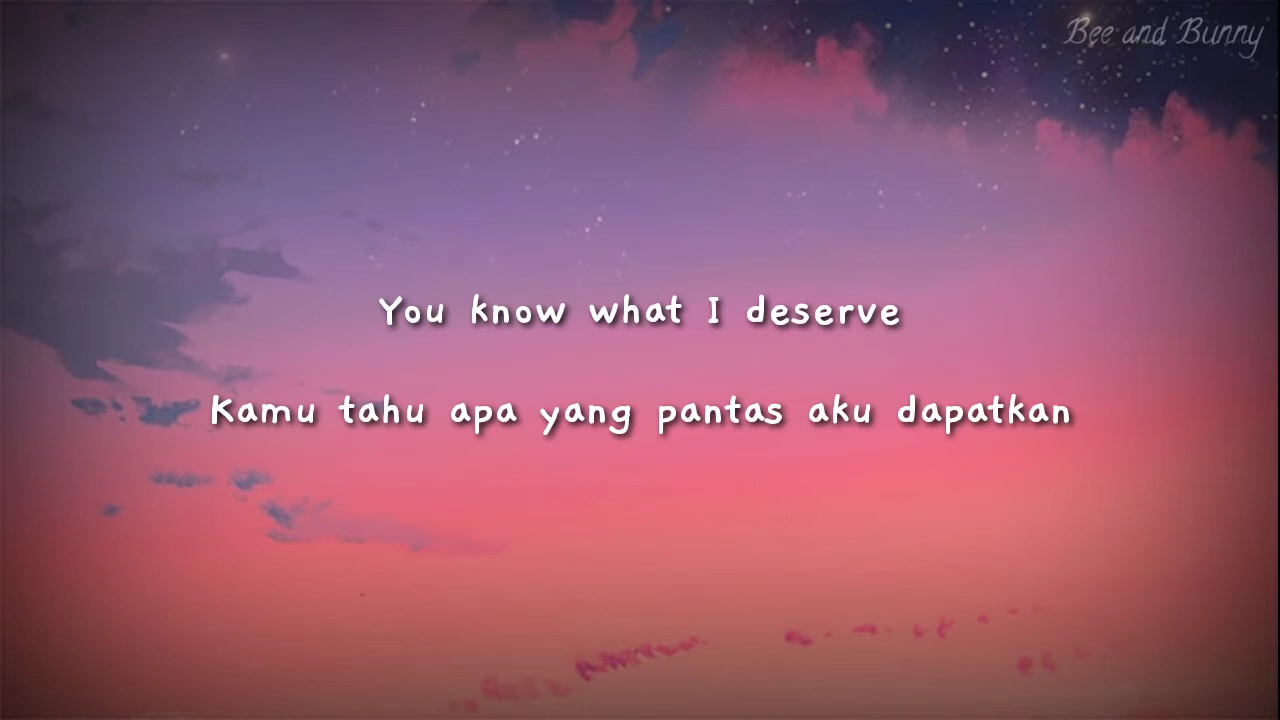 Bee and Bunny
You know what I deserve
Kamu tahu apa yang pantas aku dapatkan